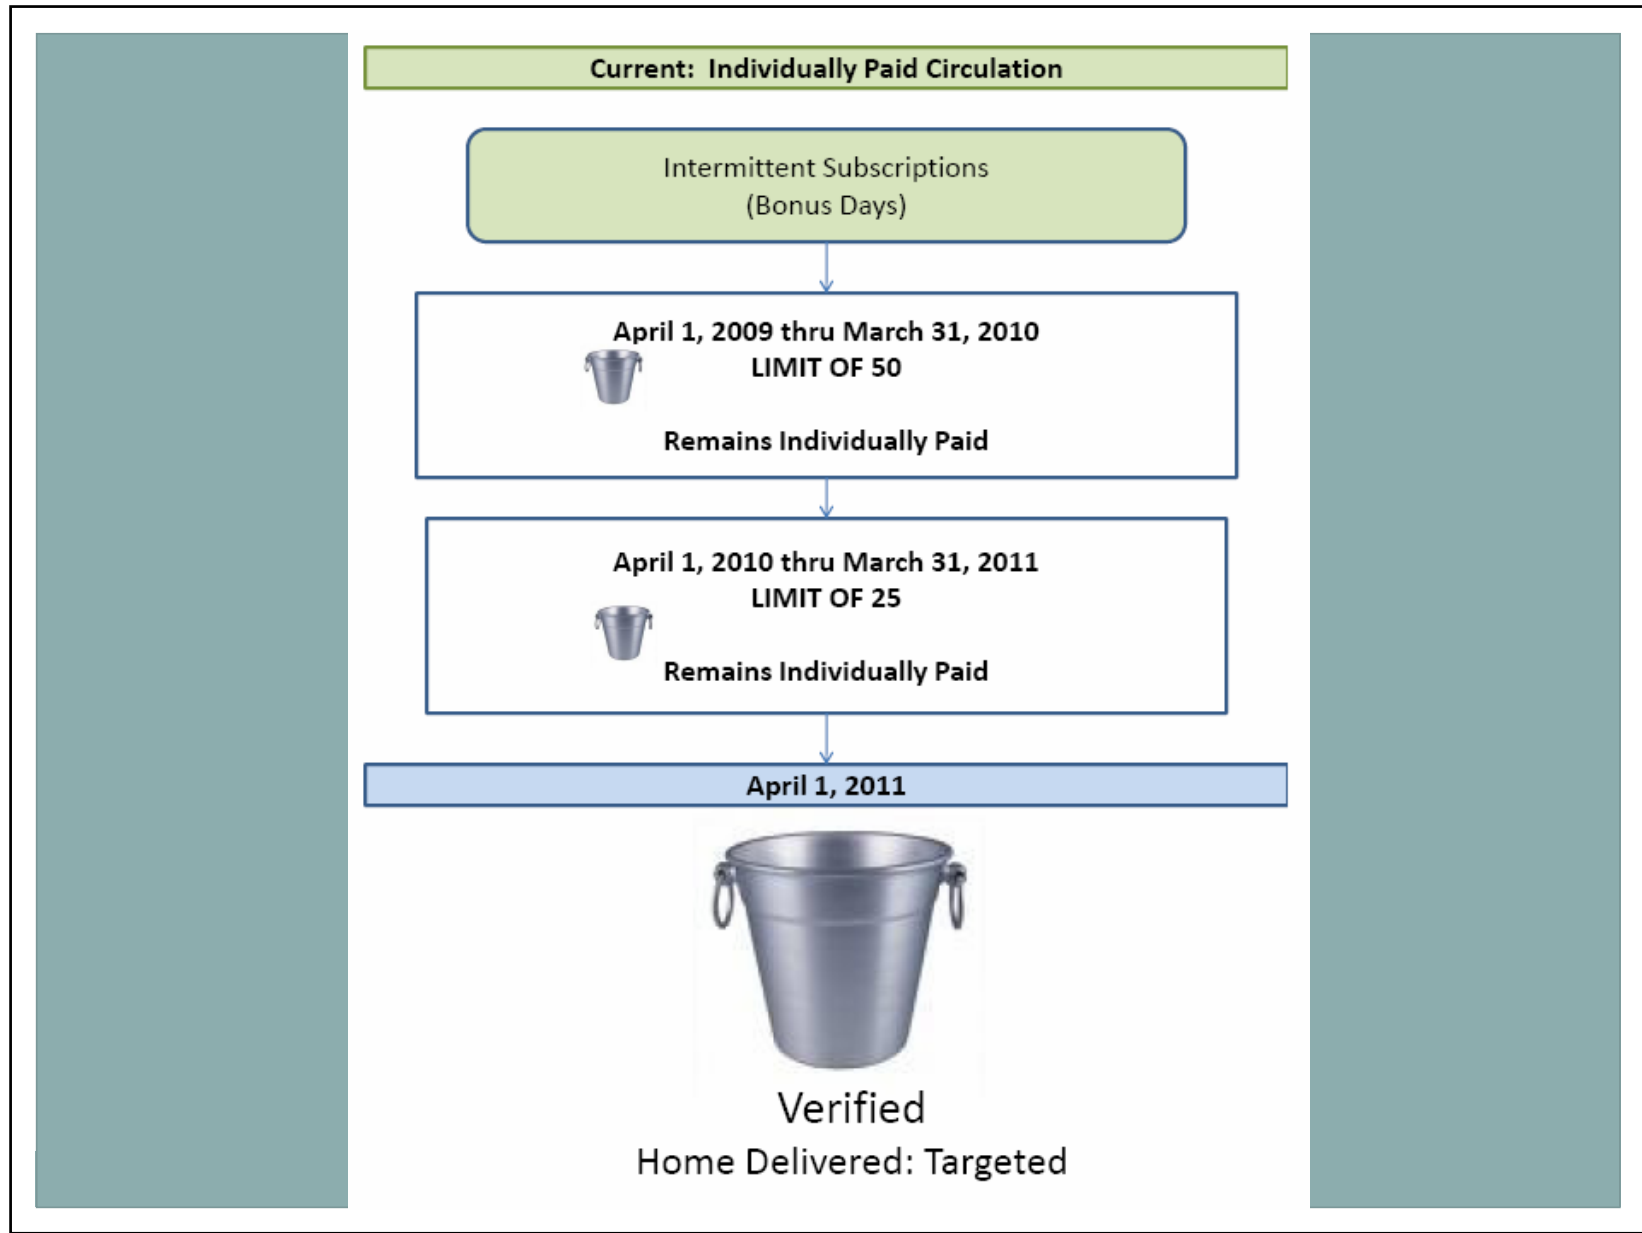 Current:  Individually Paid Circulation
Intermittent Subscriptions
(Bonus Days)
April 1, 2009 thru March 31, 2010
LIMIT OF 50
Remains Individually Paid
April 1, 2010 thru March 31, 2011
LIMIT OF 25
Remains Individually Paid
April 1, 2011
Verified
Home Delivered: Targeted